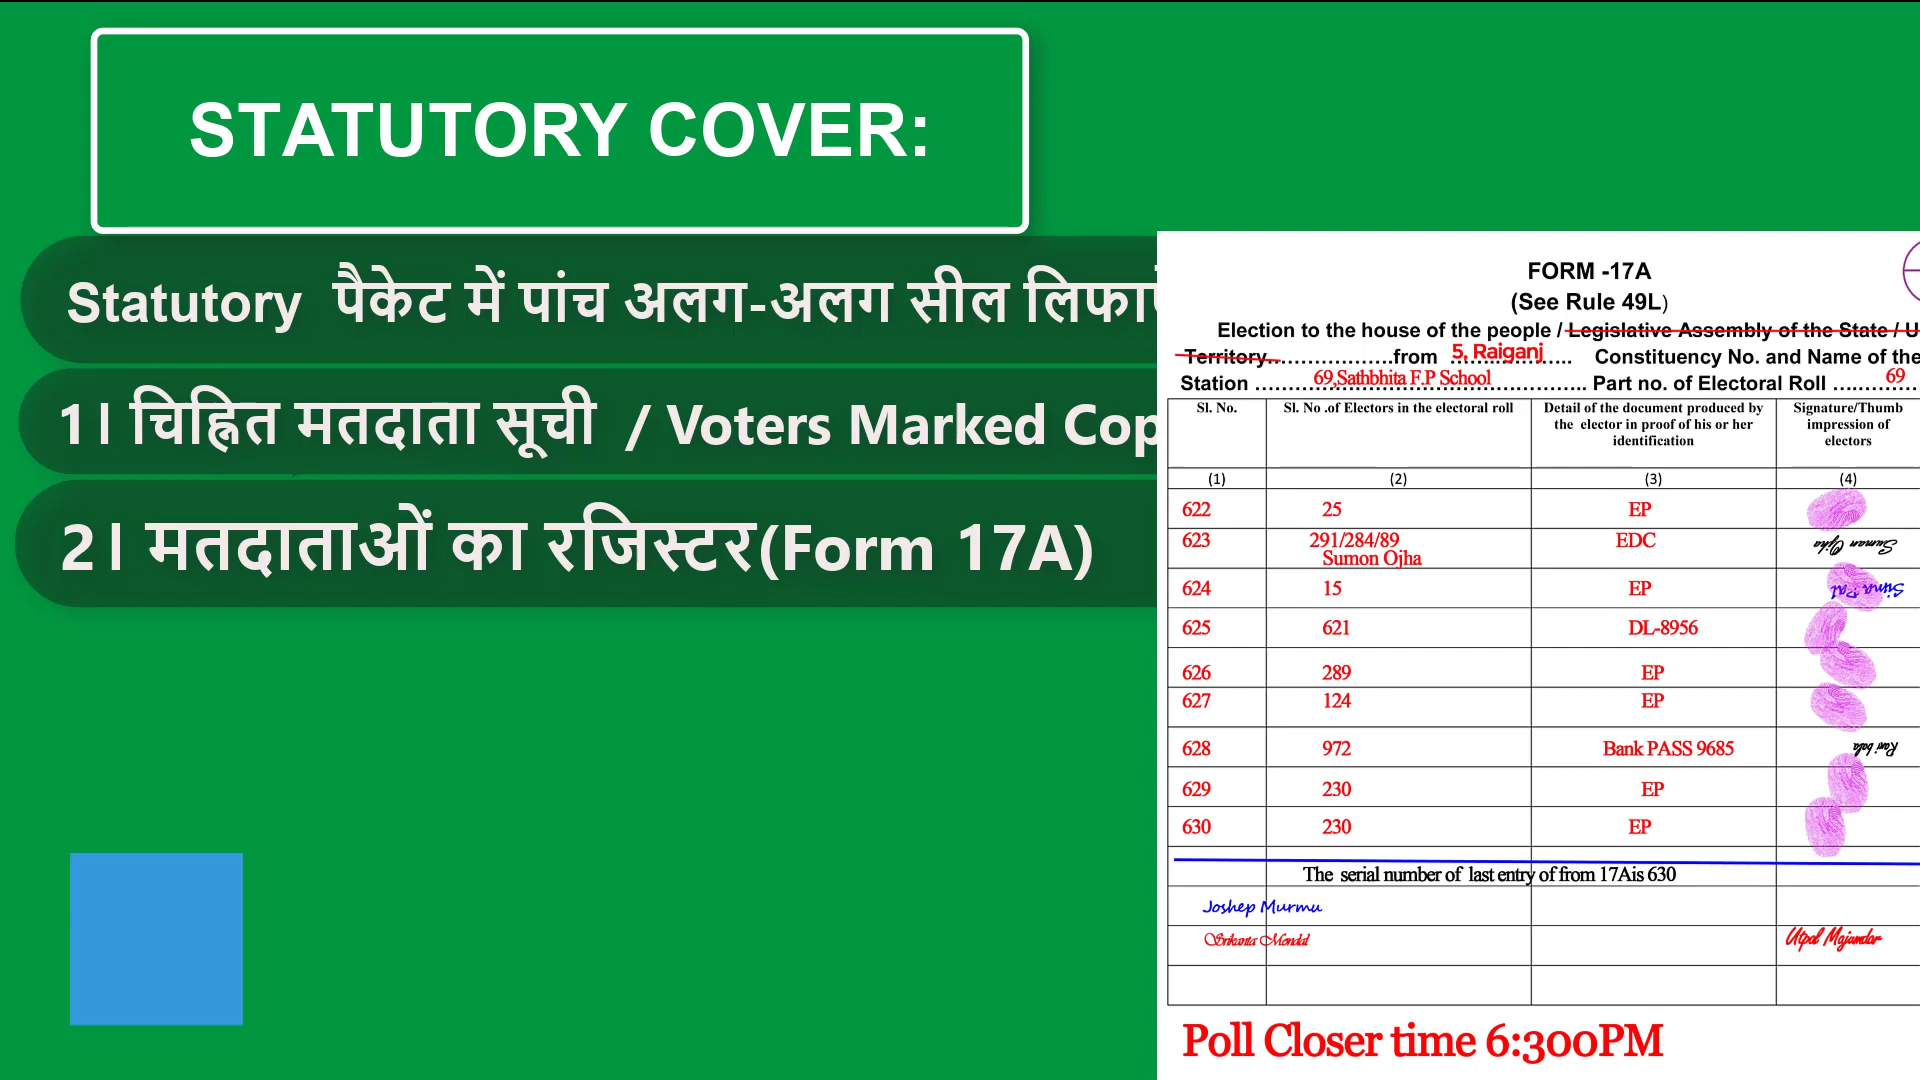 STATUTORY COVER:
Statutory पैकेट में पांच अलग-अलग सील लिफाफे
1। चिह्नित मतदाता सूची / Voters Marked Cop
2। मतदाताओं का रजिस्टर(Form 17A)
FORM -17A
(See Rule 49L)
Election to the house of the people / Legislative Assembly of the State / U
Territory...................from 5, Raiganj Constituency No. and Name of the
Station 69,Sathbhita F.P School Part no. of Electoral Roll 69
Sl. No. Sl. No .of Electors in the electoral roll Detail of the document produced by the elector in proof of his or her identification Signature/Thumb impression of electors
(1) (2) (3) (4)
622 25 EP
623 291/284/89 Sumon Ojha EDC Suman Ojha
624 15 EP
625 621 DL-8956
626 289 EP
627 124 EP
628 972 Bank PASS 9685
629 230 EP
630 230 EP
The serial number of last entry of from 17Ais 630
Joshep Murmu
Srikanta Mondal Utpal Majumdar
Poll Closer time 6:300PM